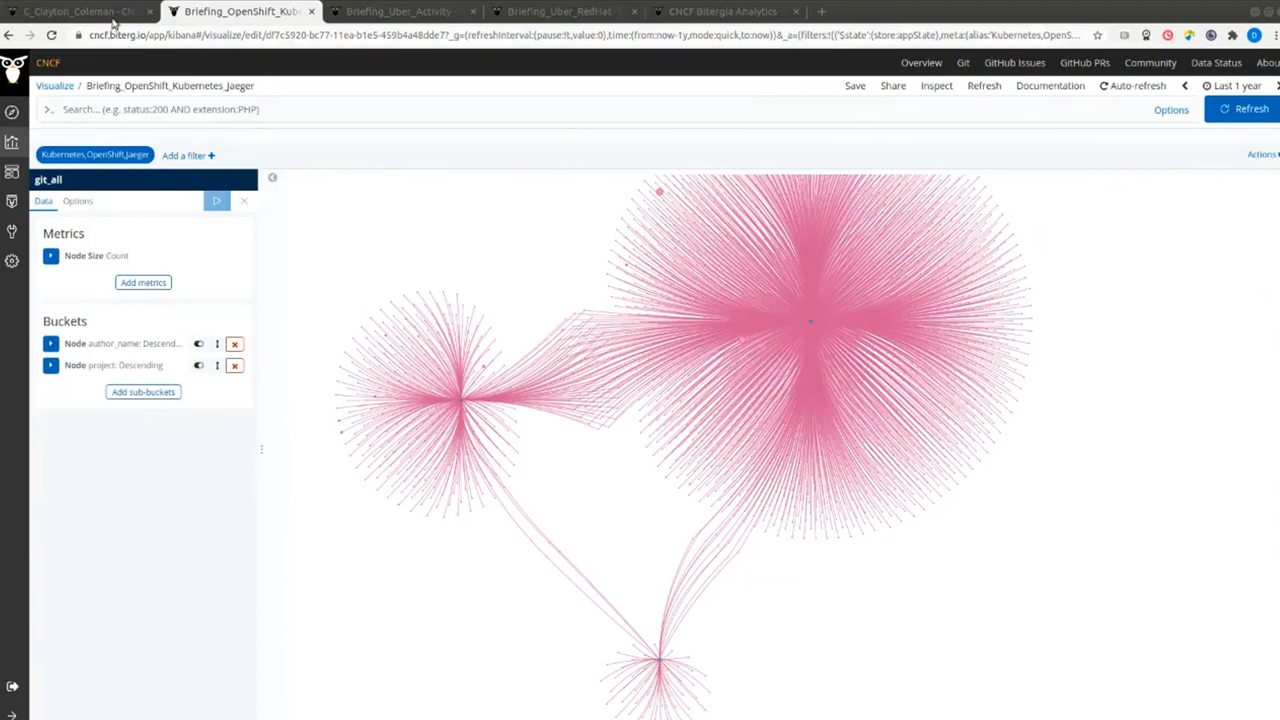 C_Clayton_Coleman - Ch
Briefing_OpenShift_Kub
Briefing_Uber_Activity -
Briefing_Uber_RedHat -
CNCF Bitergia Analytics
cncf.biterg.io/app/kibana#/visualize/edit/df7c5920-bc77-11ea-b1e5-459b4a48dde7?_g=(refreshInterval:(pause:!t,value:0),time:(from:now-1y,mode:quick,to:now))&_a=(filters:!(('$state':(store:appState),meta:(alias:'Kubernetes,OpenS...
CNCF
Overview Git GitHub Issues GitHub PRs Community Data Status Abou
Visualize / Briefing_OpenShift_Kubernetes_Jaeger
Save Share Inspect Refresh Documentation Auto-refresh Last 1 year
>_ Search... (e.g. status:200 AND extension:PHP)
Options
Refresh
Kubernetes,OpenShift,Jaeger
Add a filter +
Actions
git_all
Data Options
Metrics
Node Size Count
Add metrics
Buckets
Node author_name: Descend...
Node project: Descending
Add sub-buckets